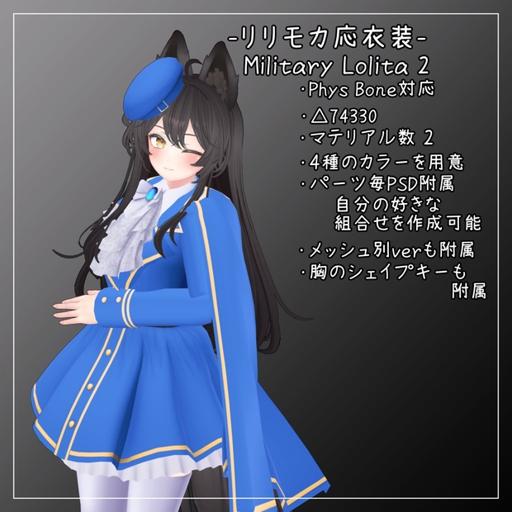 -リリモカ応衣装-
Military Lolita 2
・Phys Bone対応
・△74330
・マテリアル数 2
・4種のカラーを用意
・パーツ毎PSD附属
自分の好きな
組合せを作成可能
・メッシュ別verも附属
・胸のシェイプキーも
附属